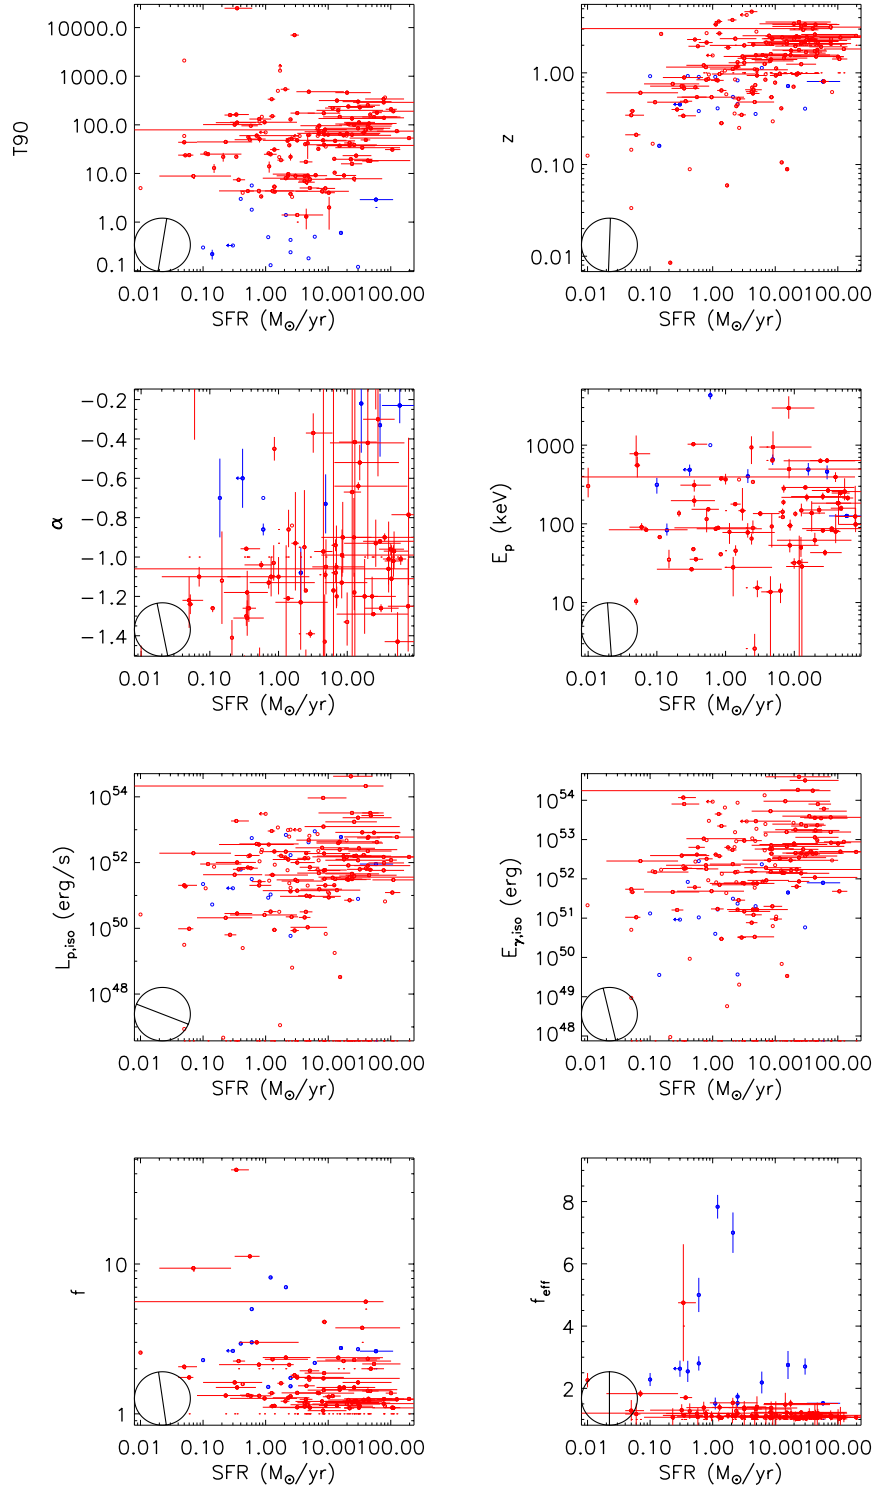 10000.0
1000.0
100.0
10.0
1.0
0.1
T90
0.01 0.10 1.00 10.00100.00
SFR (M⊙/yr)
1.00
0.10
0.01
z
0.01 0.10 1.00 10.00100.00
SFR (M⊙/yr)
−0.2
−0.4
−0.6
−0.8
−1.0
−1.2
−1.4
α
0.01 0.10 1.00 10.00
SFR (M⊙/yr)
1000
100
10
Ep (keV)
0.01 0.10 1.00 10.00
SFR (M⊙/yr)
10^54
10^52
10^50
10^48
Lp,iso (erg/s)
0.01 0.10 1.00 10.00100.00
SFR (M⊙/yr)
10^54
10^53
10^52
10^51
10^50
10^49
10^48
Eγ,iso (erg)
0.01 0.10 1.00 10.00100.00
SFR (M⊙/yr)
10
1
f
0.01 0.10 1.00 10.00100.00
SFR (M⊙/yr)
8
6
4
2
feff
0.01 0.10 1.00 10.00100.00
SFR (M⊙/yr)